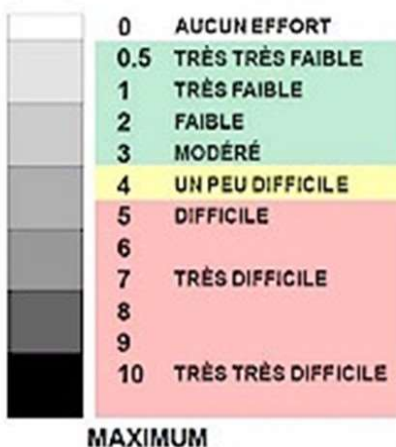 0 AUCUN EFFORT
0.5 TRÈS TRÈS FAIBLE
1 TRÈS FAIBLE
2 FAIBLE
3 MODÉRÉ
4 UN PEU DIFFICILE
5 DIFFICILE
6
7 TRÈS DIFFICILE
8
9
10 TRÈS TRÈS DIFFICILE
MAXIMUM